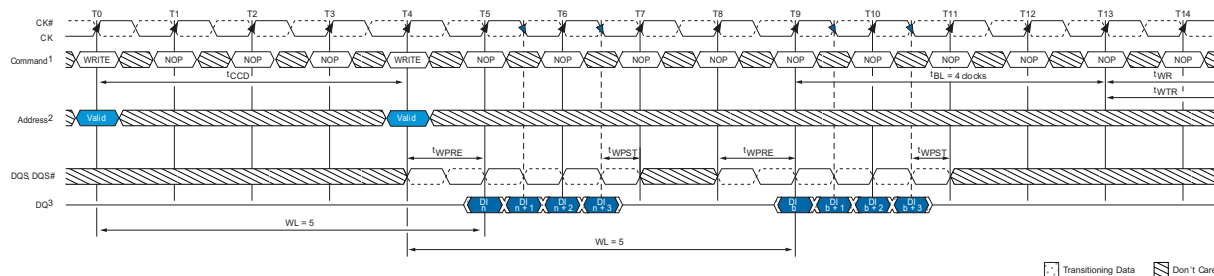 T0 T1 T2 T3 T4 T5 T6 T7 T8 T9 T10 T11 T12 T13 T14
CK#
CK
Command1 WRITE NOP NOP NOP WRITE NOP NOP NOP NOP NOP NOP NOP NOP NOP NOP
tCCD tBL = 4 clocks tWR
tWTR
Address2 Valid Valid
tWPRE tWPST tWPRE tWPST
DQS, DQS#
DQ3 DI n DI n + 1 DI n + 2 DI n + 3 DI b DI b + 1 DI b + 2 DI b + 3
WL = 5
WL = 5
Transitioning Data Don't Care